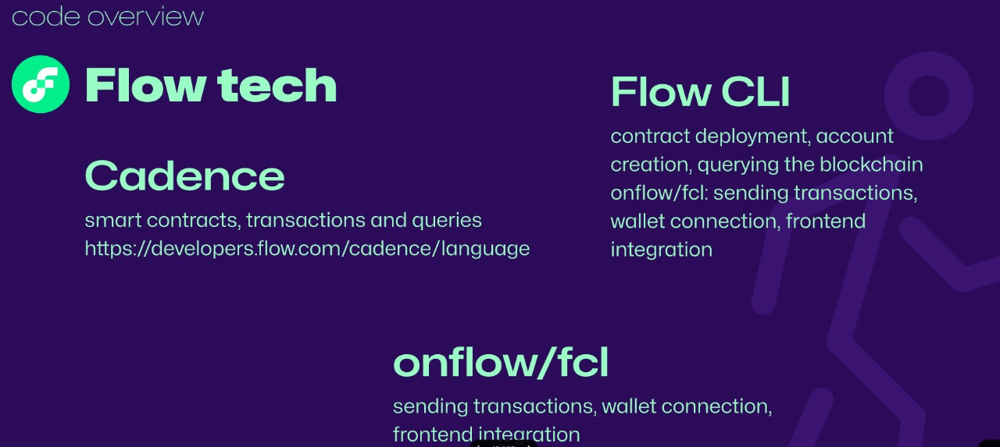 code overview
Flow tech
Cadence
smart contracts, transactions and queries
https://developers.flow.com/cadence/language
Flow CLI
contract deployment, account
creation, querying the blockchain
onflow/fcl: sending transactions,
wallet connection, frontend
integration
onflow/fcl
sending transactions, wallet connection,
frontend integration